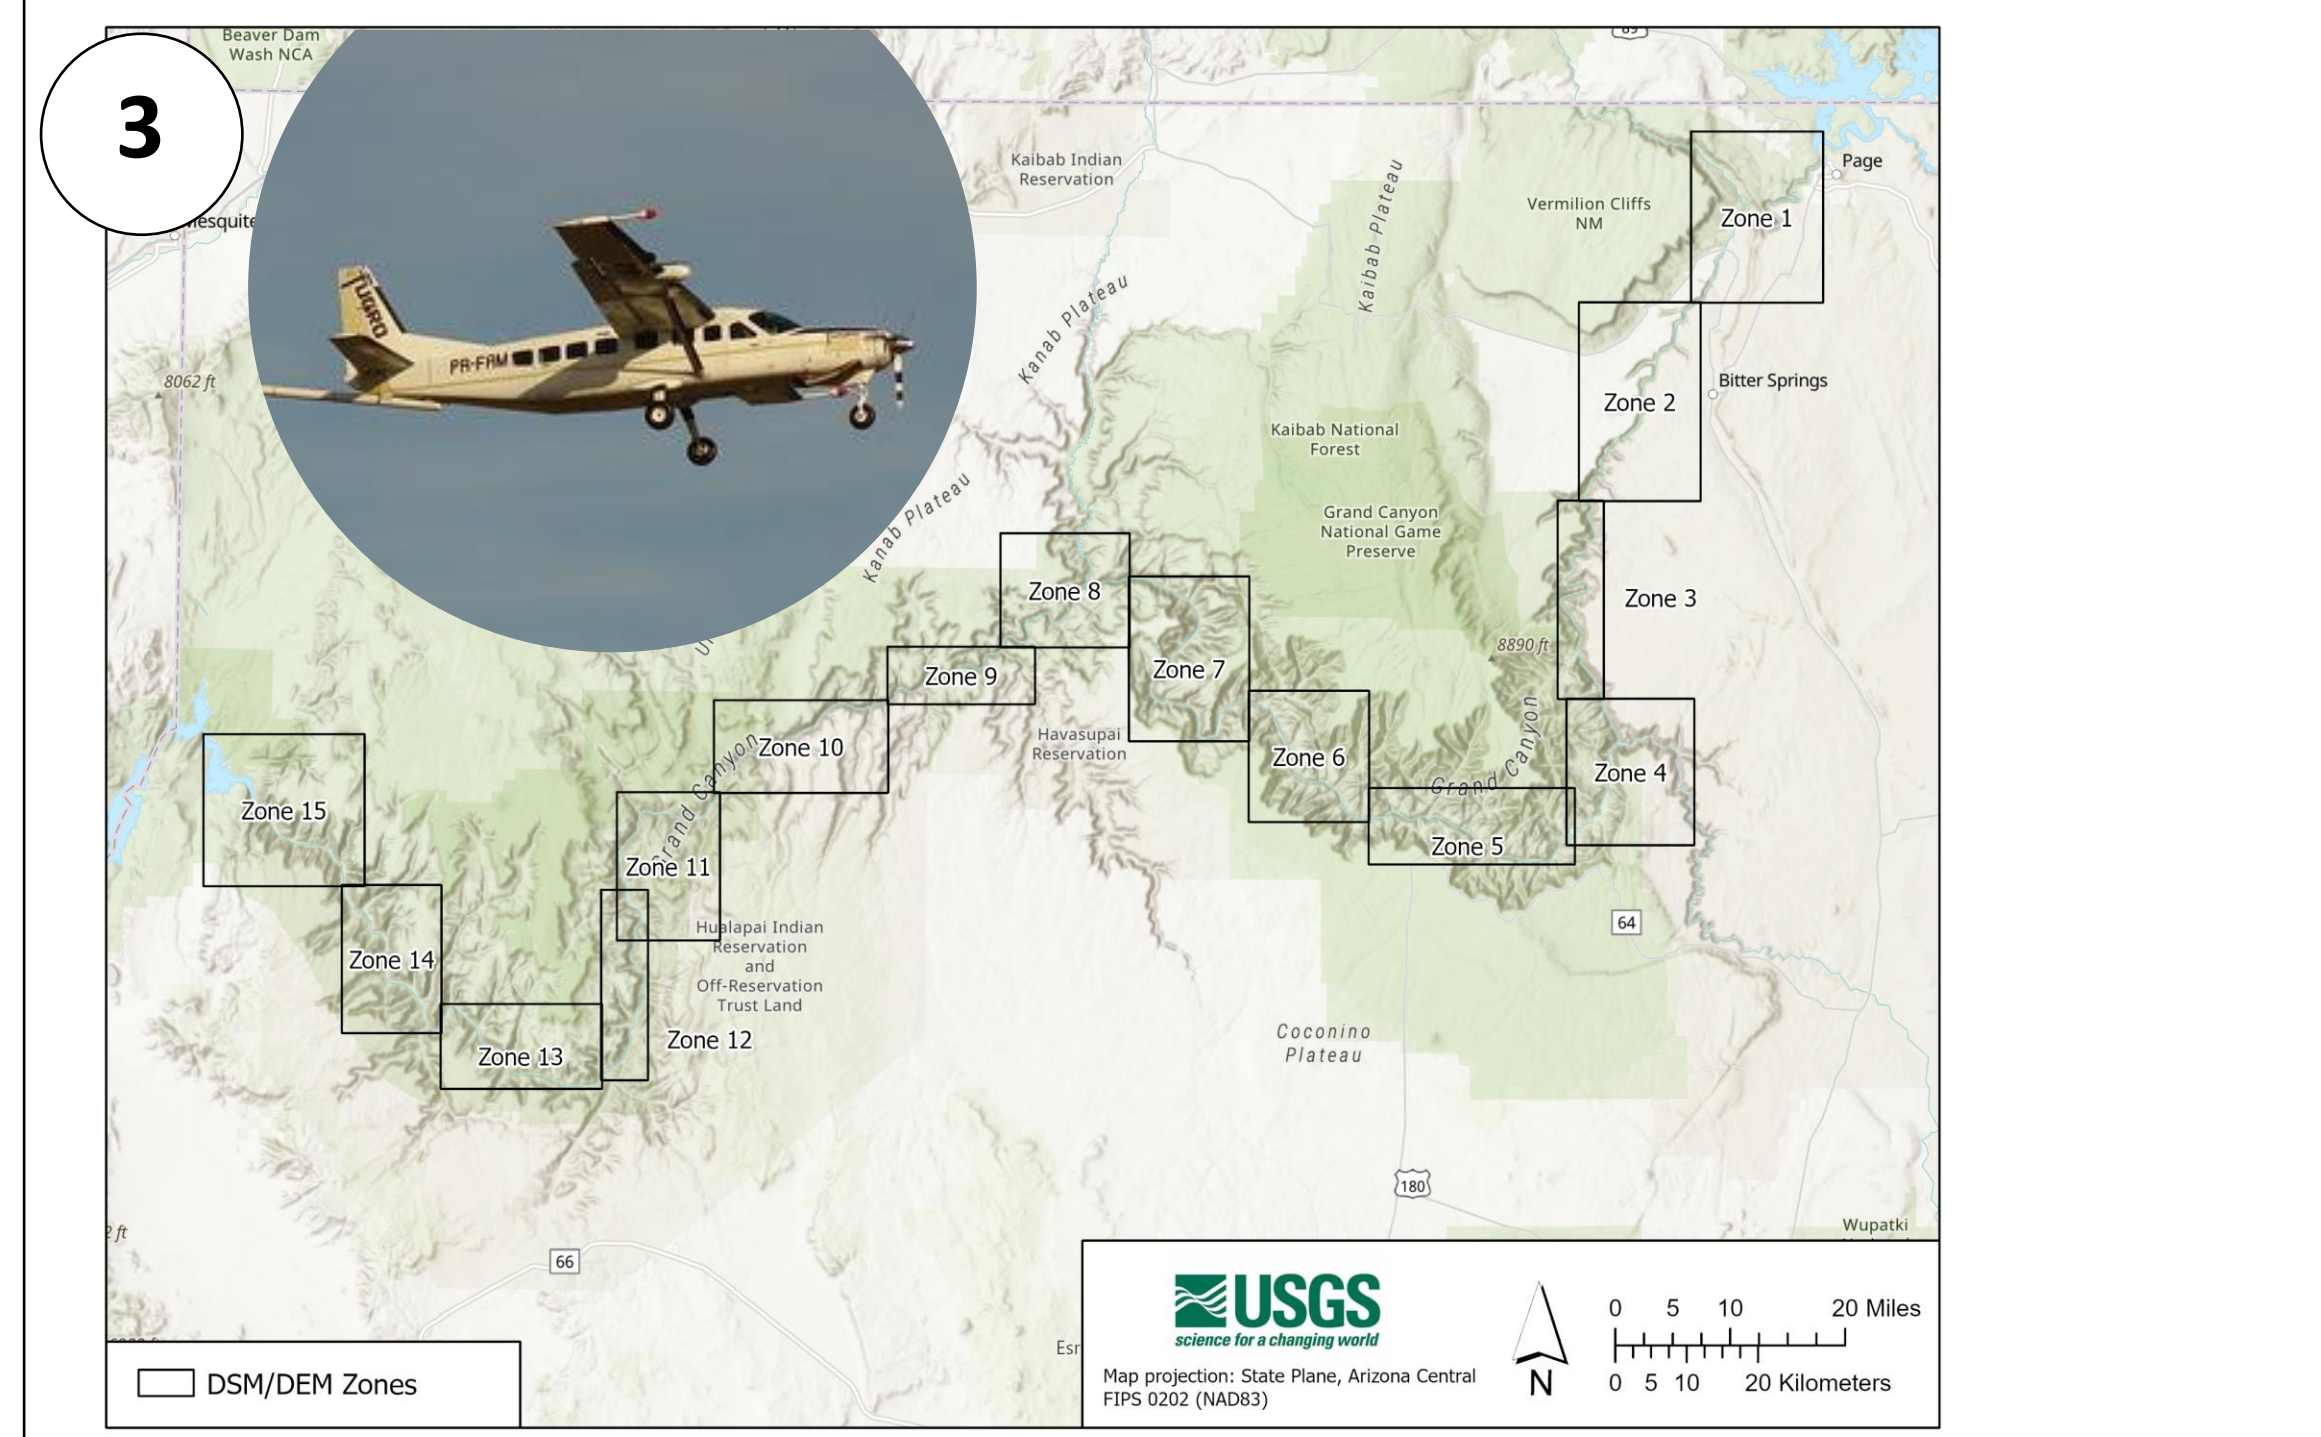 3
Beaver Dam
Wash NCA
89
Page
Kaibab Indian
Reservation
Kaibab Plateau
Vermilion Cliffs
NM
Zone 1
FUGRO
PR-FAM
Kanab Plateau
8062 ft
Bitter Springs
Zone 2
Kaibab National
Forest
Kanab Plateau
Grand Canyon
National Game
Preserve
Zone 8
Zone 3
8890 ft
Zone 9
Zone 7
Havasupai
Reservation
Zone 10
Zone 6
Grand Canyon
Zone 4
Zone 15
Grand Canyon
Zone 5
Zone 11
64
Hualapai Indian
Reservation
and
Off-Reservation
Trust Land
Zone 14
Zone 12
Zone 13
Coconino
Plateau
180
Wupatki
66
USGS
science for a changing world
Map projection: State Plane, Arizona Central
FIPS 0202 (NAD83)
N
0 5 10 20 Miles
0 5 10 20 Kilometers
DSM/DEM Zones